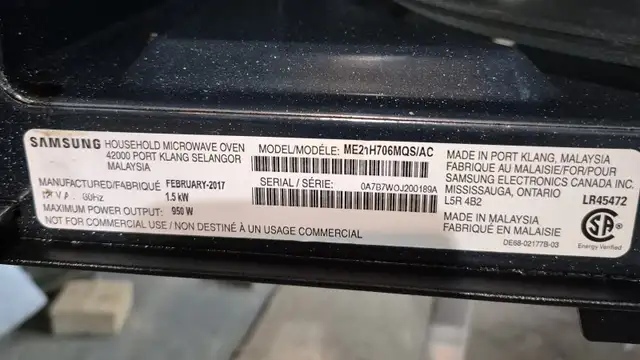 SAMSUNG HOUSEHOLD MICROWAVE OVEN
42000 PORT KLANG SELANGOR
MALAYSIA
MANUFACTURED/FABRIQUÉ FEBRUARY-2017
60Hz 1.5 kW
MAXIMUM POWER OUTPUT: 950 W
NOT FOR COMMERCIAL USE / NON DESTINÉ À UN USAGE COMMERCIAL
MODEL/MODÈLE: ME21H706MQS/AC
SERIAL / SÉRIE: 0A7B7WOJ200189A
MADE IN PORT KLANG, MALAYSIA
FABRIQUÉ AU MALAISIE/FOR/POUR
SAMSUNG ELECTRONICS CANADA INC.
MISSISSAUGA, ONTARIO
L5R 4B2
MADE IN MALAYSIA
FABRIQUÉ EN MALAISIE
DE68-02177B-03
LR45472
SA
Energy Verified